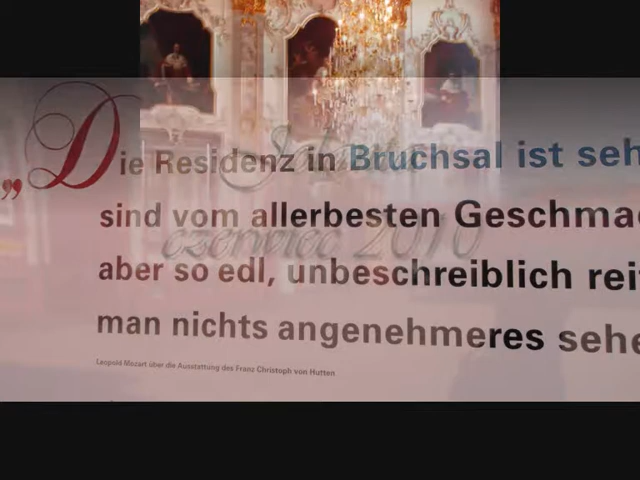 „Die Residenz in Bruchsal ist seh
sind vom allerbesten Geschma
aber so edl, unbeschreiblich rei
man nichts angenehmeres sehe
Leopold Mozart über die Ausstattung des Franz Christoph von Hutten
czerwiec 2010